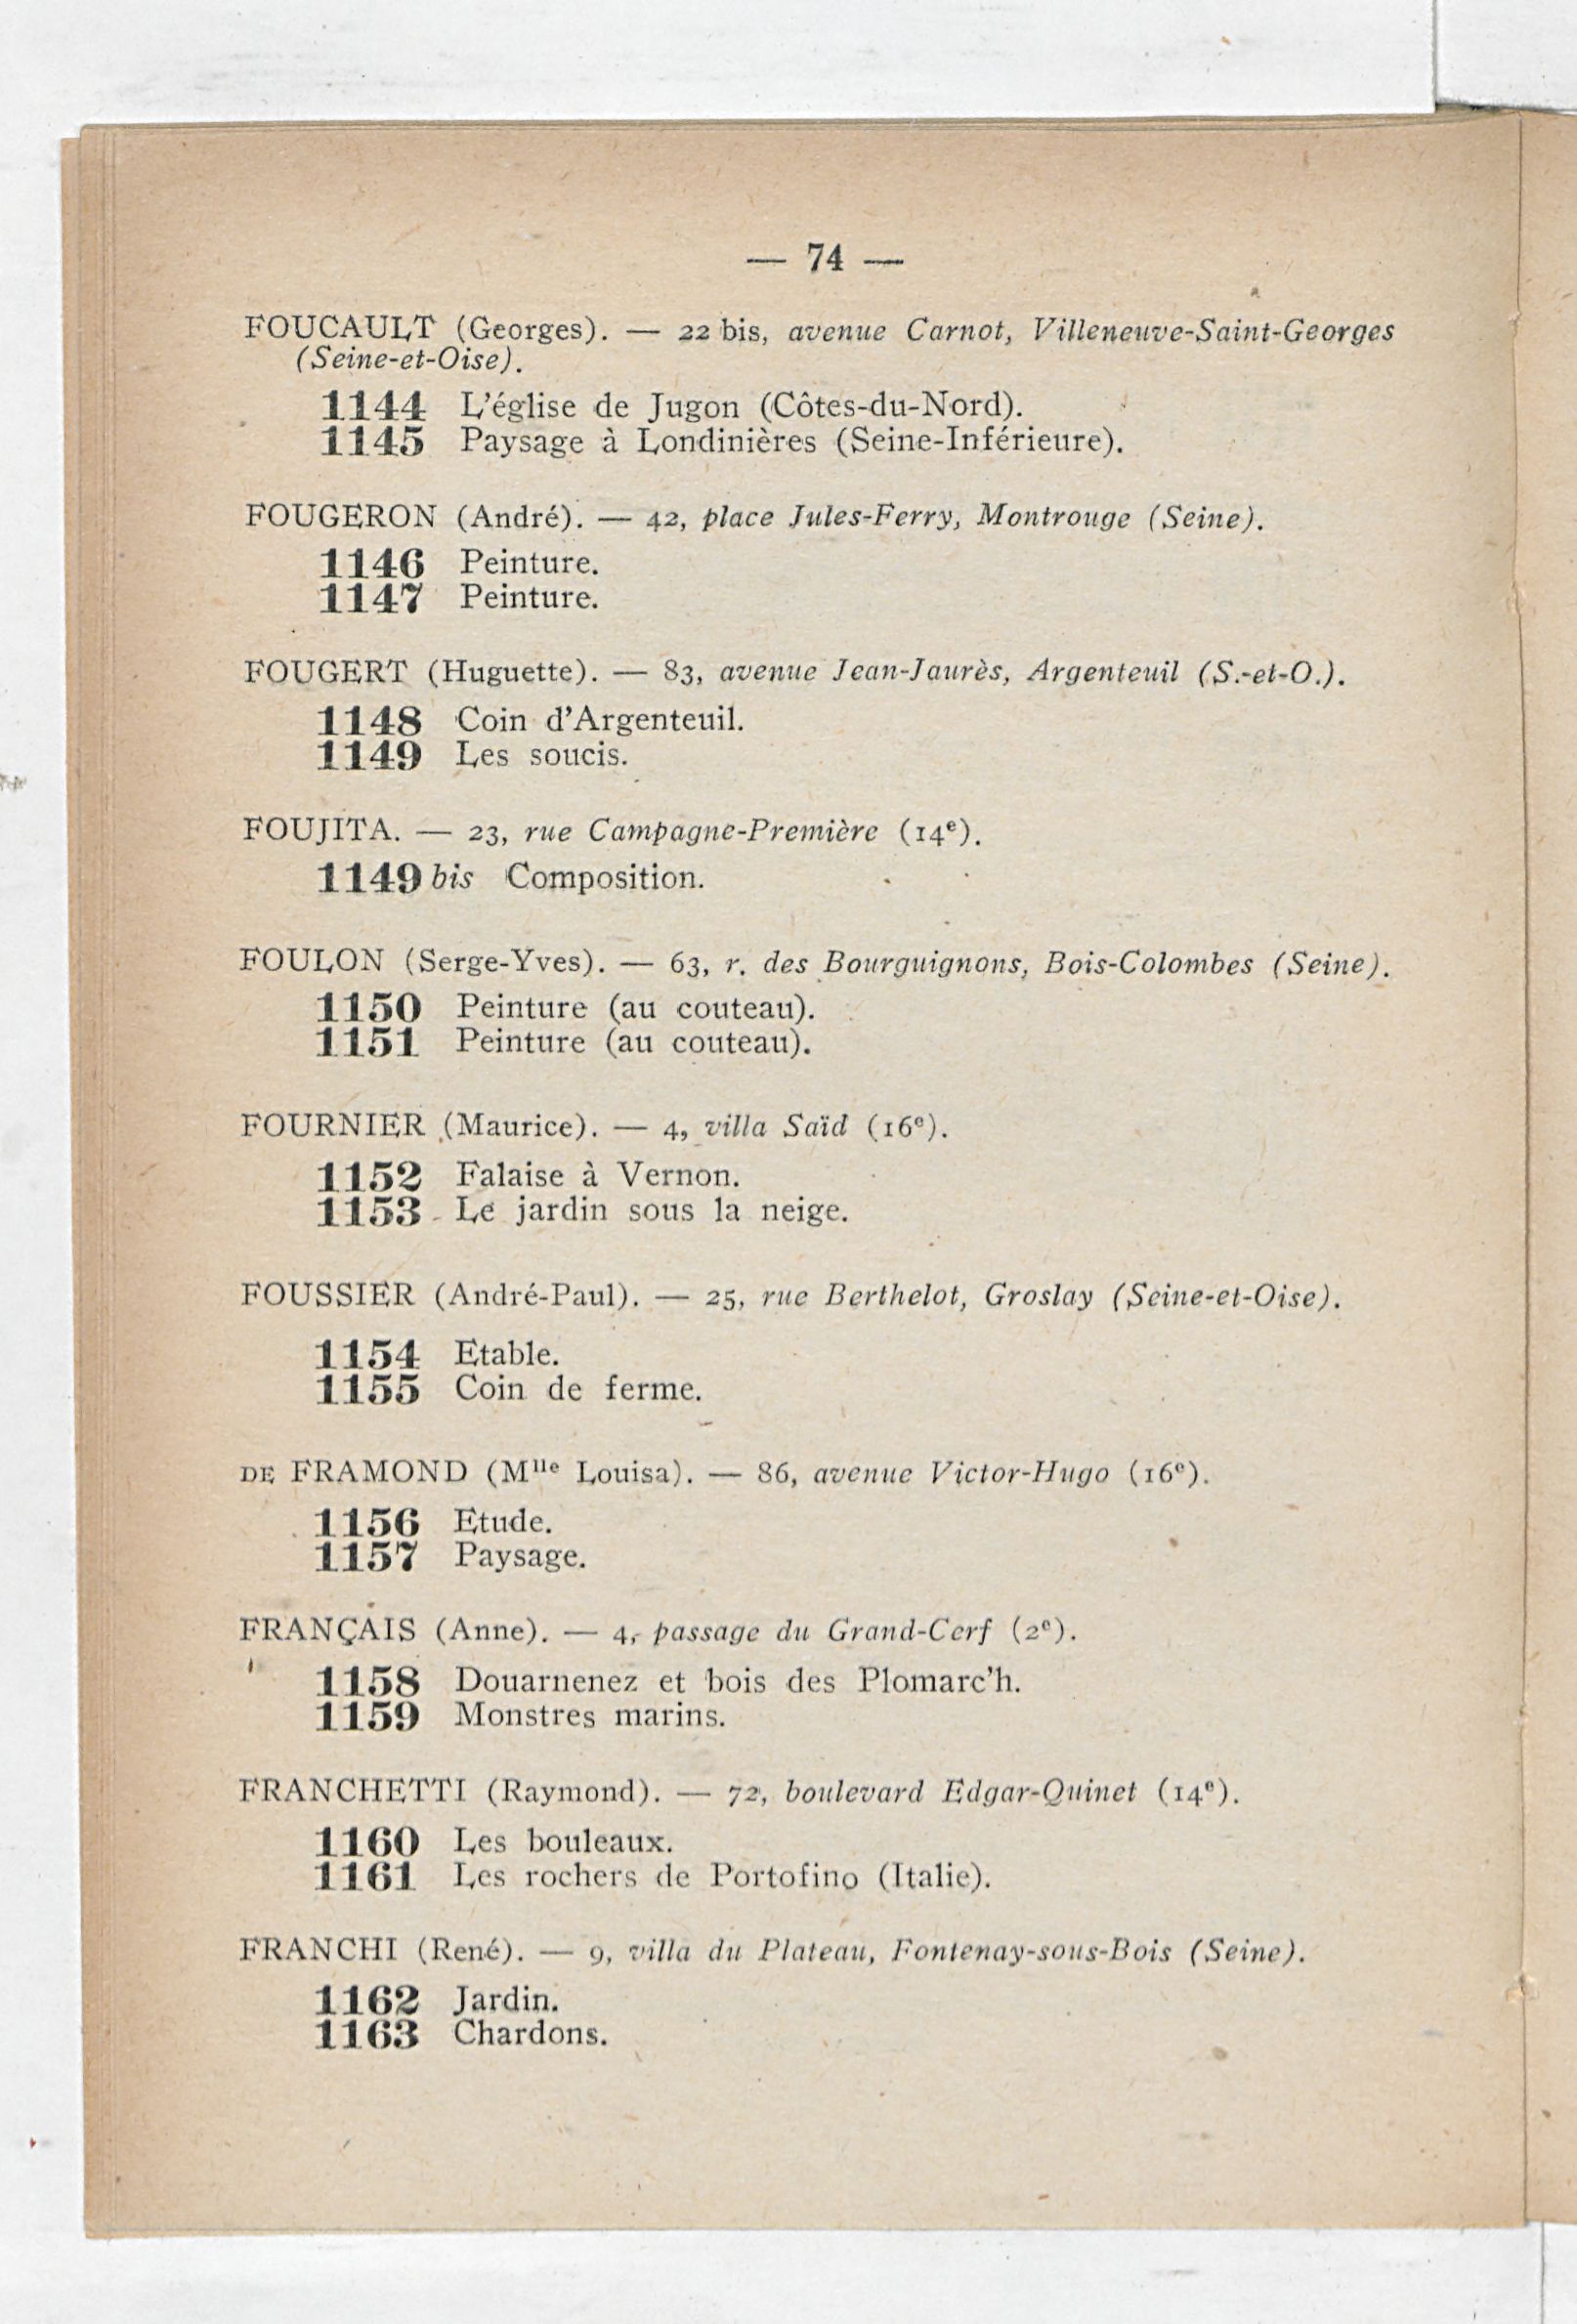 — 74 —
FOUCAULT (Georges). — 22 bis, avenue Carnot, Villeneuve-Saint-Georges
(Seine-et-Oise).
1144 L'église de Jugon (Côtes-du-Nord).
1145 Paysage à Londinières (Seine-Inférieure).
FOUGERON (André). — 42, place Jules-Ferry, Montrouge (Seine).
1146 Peinture.
1147 Peinture.
FOUGERT (Huguette). — 83, avenue Jean-Jaurès, Argenteuil (S.-et-O.).
1148 Coin d'Argenteuil.
1149 Les soucis.
FOUJITA. — 23, rue Campagne-Première (14e).
1149 bis Composition.
FOULON (Serge-Yves). — 63, r. des Bourguignons, Bois-Colombes (Seine).
1150 Peinture (au couteau).
1151 Peinture (au couteau).
FOURNIER (Maurice). — 4, villa Saïd (16e).
1152 Falaise à Vernon.
1153 Le jardin sous la neige.
FOUSSIER (André-Paul). — 25, rue Berthelot, Groslay (Seine-et-Oise).
1154 Etable.
1155 Coin de ferme.
DE FRAMOND (Mlle Louisa). — 86, avenue Victor-Hugo (16e).
1156 Etude.
1157 Paysage.
FRANÇAIS (Anne). — 4, passage du Grand-Cerf (2e).
1158 Douarnenez et bois des Plomarc'h.
1159 Monstres marins.
FRANCHETTI (Raymond). — 72, boulevard Edgar-Quinet (14e).
1160 Les bouleaux.
1161 Les rochers de Portofino (Italie).
FRANCHI (René). — 9, villa du Plateau, Fontenay-sous-Bois (Seine).
1162 Jardin.
1163 Chardons.